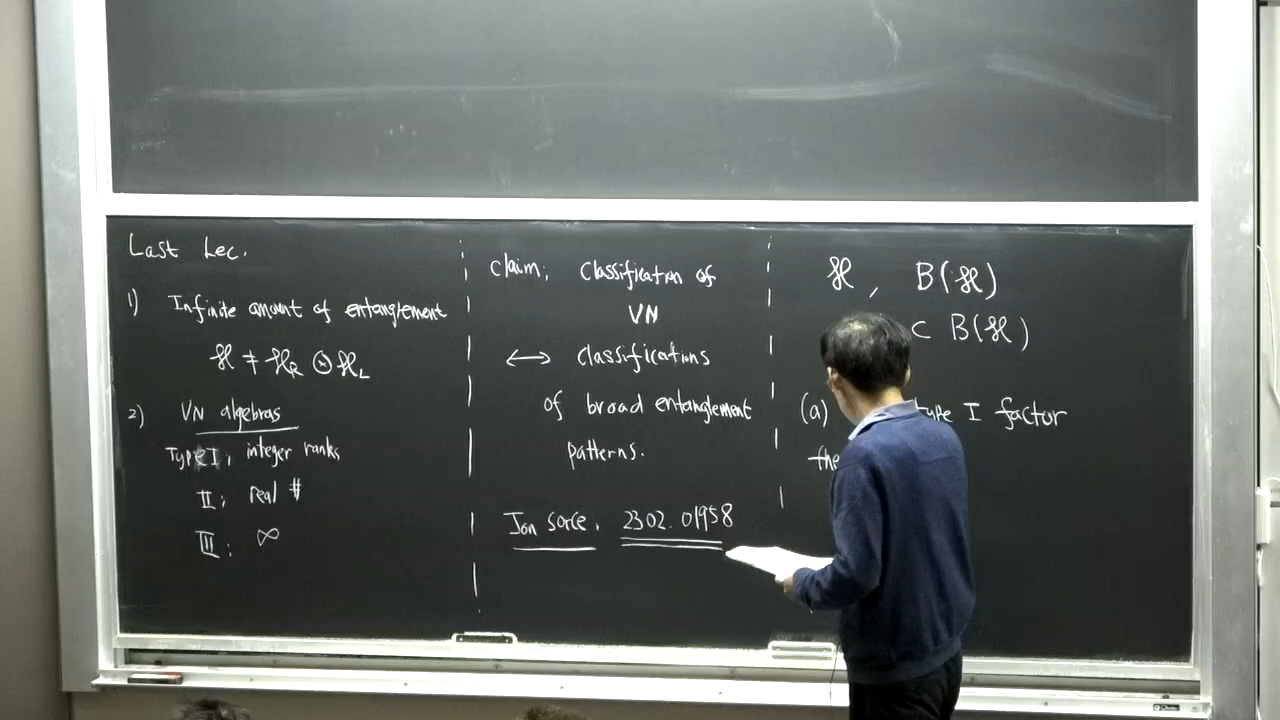 Last Lec.
1) Infinite amount of entanglement
ℋ ≠ ℋ_R ⊗ ℋ_L
2) VN algebras
Type I; integer ranks
II; real #
III: ∞
claim; Classification of
VN
↔ classifications
of broad entanglement
patterns.
Jon Sorce. 2302.01958
ℋ, B(ℋ)
⊂ B(ℋ)
(a) type I factor
the